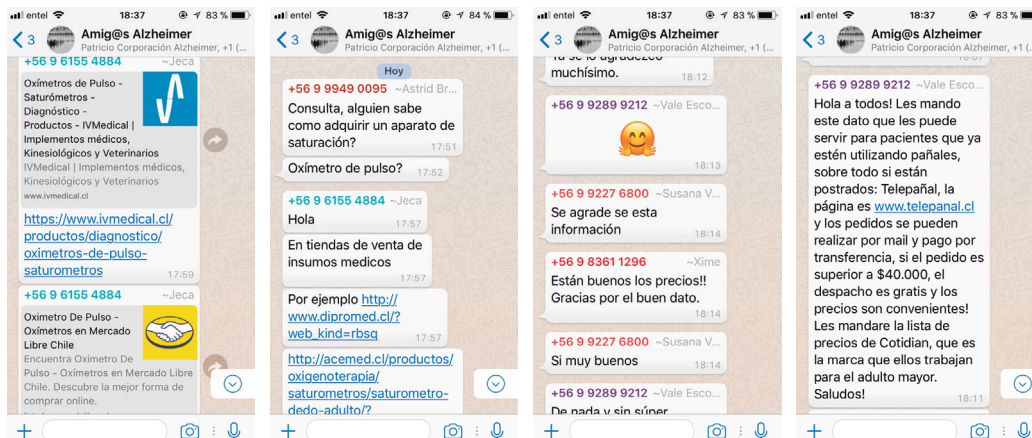 entel 18:37 83 %
3 Amig@s Alzheimer
Patricio Corporación Alzheimer, +1 (...
+56 9 6155 4884 ~Jeca
Oxímetros de Pulso -
Saturómetros -
Diagnóstico -
Productos - IVMedical |
Implementos médicos,
Kinesiológicos y Veterinarios
IVMedical | Implementos médicos,
Kinesiológicos y Veterinarios
www.ivmedical.cl
https://www.ivmedical.cl/
productos/diagnostico/
oximetros-de-pulso-
saturometros
17:59
+56 9 6155 4884 ~Jeca
Oximetro De Pulso -
Oxímetros en Mercado
Libre Chile
Encuentra Oximetro De
Pulso - Oxímetros en Mercado Libre
Chile. Descubre la mejor forma de
comprar online.
entel 18:37 84 %
3 Amig@s Alzheimer
Patricio Corporación Alzheimer, +1 (...
Hoy
+56 9 9949 0095 ~Astrid Br...
Consulta, alguien sabe
como adquirir un aparato de
saturación?
17:51
Oxímetro de pulso? 17:52
+56 9 6155 4884 ~Jeca
Hola 17:57
En tiendas de venta de
insumos medicos
17:57
Por ejemplo http://
www.dipromed.cl/?
web_kind=rbsq 17:57
http://acemed.cl/productos/
oxigenoterapia/
saturometros/saturometro-
dedo-adulto/?
entel 18:37 83 %
3 Amig@s Alzheimer
Patricio Corporación Alzheimer, +1 (...
Ya se lo agradezco
muchísimo. 18:12
+56 9 9289 9212 ~Vale Esco...
18:13
+56 9 9227 6800 ~Susana V...
Se agrade se esta
información 18:14
+56 9 8361 1296 ~Xime
Están buenos los precios!!
Gracias por el buen dato.
18:14
+56 9 9227 6800 ~Susana V...
Si muy buenos 18:14
+56 9 9289 9212 ~Vale Esco...
De nada y sin súper
entel 18:37 83 %
3 Amig@s Alzheimer
Patricio Corporación Alzheimer, +1 (...
18:07
+56 9 9289 9212 ~Vale Esco...
Hola a todos! Les mando
este dato que les puede
servir para pacientes que ya
estén utilizando pañales,
sobre todo si están
postrados: Telepañal, la
página es www.telepanal.cl
y los pedidos se pueden
realizar por mail y pago por
transferencia, si el pedido es
superior a $40.000, el
despacho es gratis y los
precios son convenientes!
Les mandare la lista de
precios de Cotidian, que es
la marca que ellos trabajan
para el adulto mayor.
Saludos! 18:11